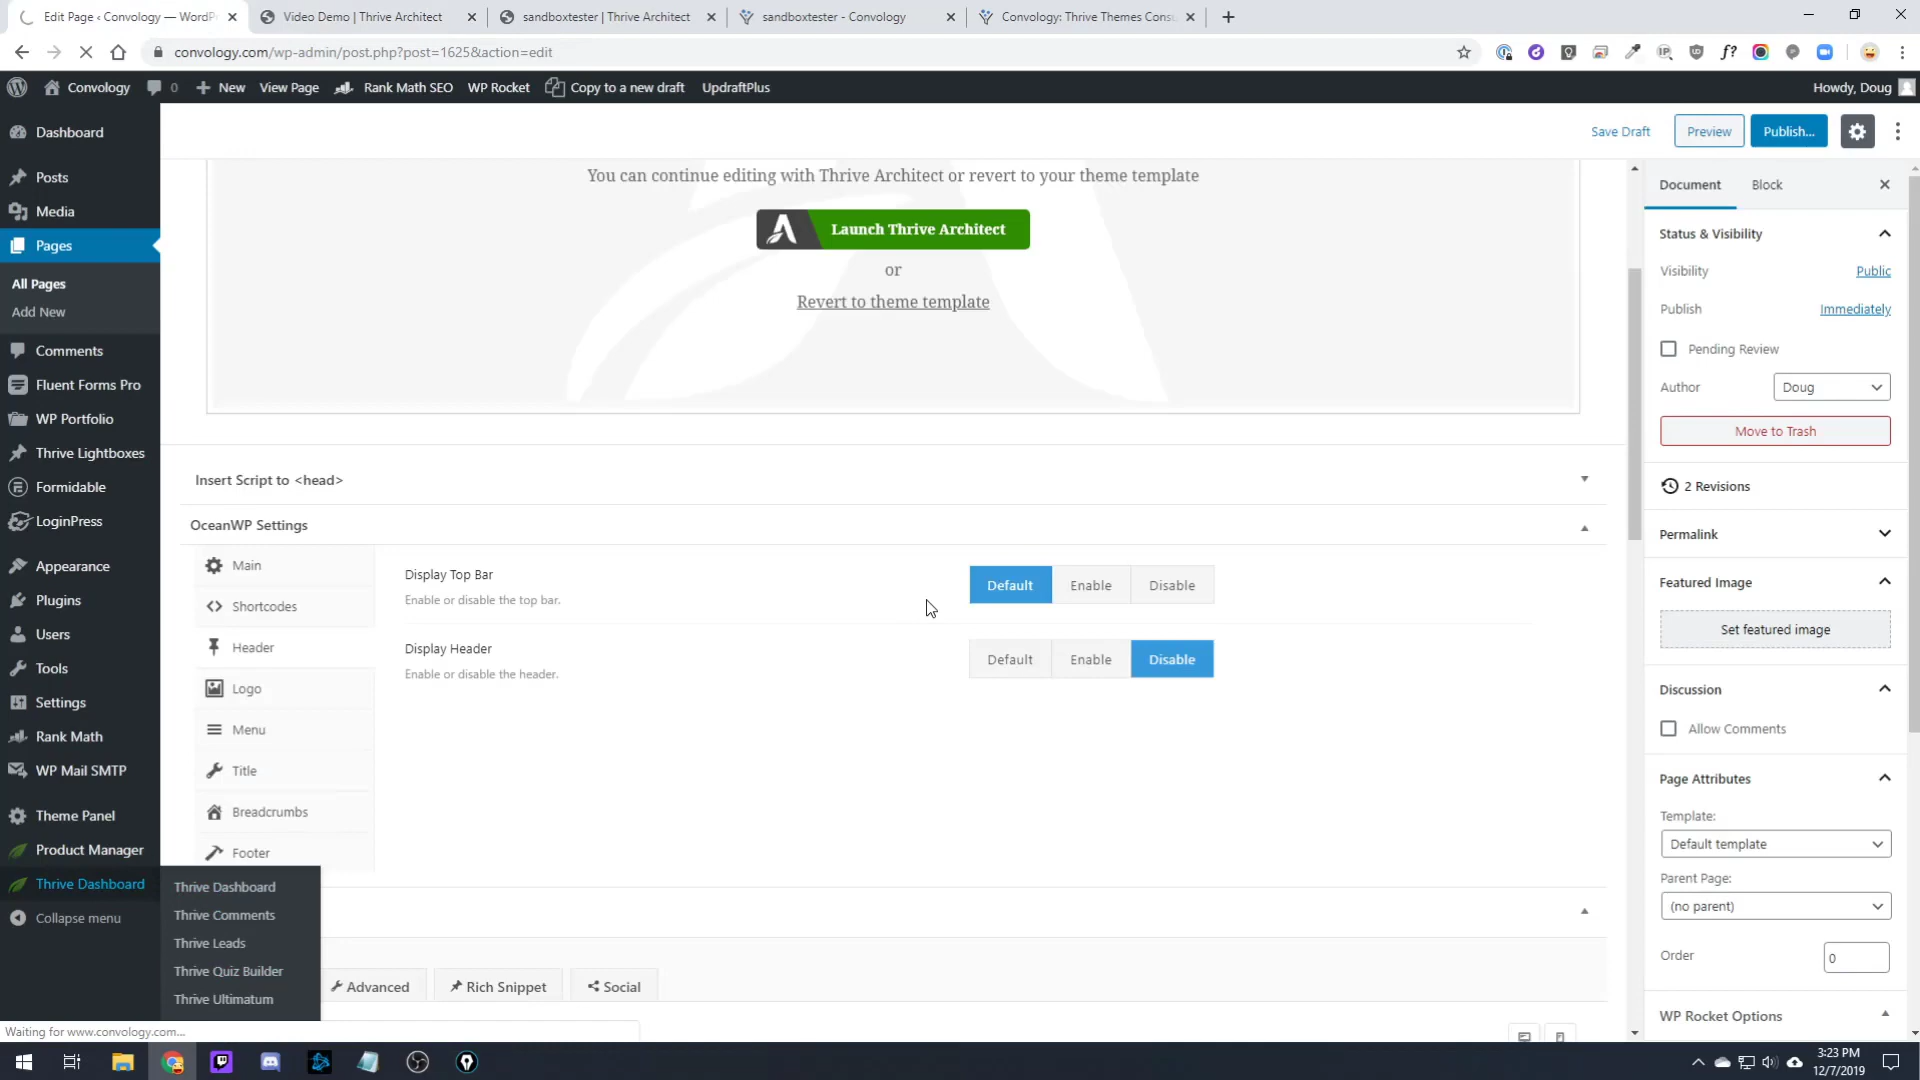 Edit Page ‹ Convology — WordP
Video Demo | Thrive Architect
sandboxtester | Thrive Architect
sandboxtester - Convology
Convology: Thrive Themes Consu
convology.com/wp-admin/post.php?post=1625&action=edit
Convology
0
New
View Page
Rank Math SEO
WP Rocket
Copy to a new draft
UpdraftPlus
Howdy, Doug
Dashboard
Posts
Media
Pages
All Pages
Add New
Comments
Fluent Forms Pro
WP Portfolio
Thrive Lightboxes
Formidable
LoginPress
Appearance
Plugins
Users
Tools
Settings
Rank Math
WP Mail SMTP
Theme Panel
Product Manager
Thrive Dashboard
Collapse menu
Thrive Dashboard
Thrive Comments
Thrive Leads
Thrive Quiz Builder
Thrive Ultimatum
Save Draft
Preview
Publish...
You can continue editing with Thrive Architect or revert to your theme template
Launch Thrive Architect
or
Revert to theme template
Insert Script to <head>
OceanWP Settings
Main
Shortcodes
Header
Logo
Menu
Title
Breadcrumbs
Footer
Display Top Bar
Enable or disable the top bar.
Default
Enable
Disable
Display Header
Enable or disable the header.
Default
Enable
Disable
Advanced
Rich Snippet
Social
Document
Block
Status & Visibility
Visibility
Public
Publish
Immediately
Pending Review
Author
Doug
Move to Trash
2 Revisions
Permalink
Featured Image
Set featured image
Discussion
Allow Comments
Page Attributes
Template:
Default template
Parent Page:
(no parent)
Order
0
WP Rocket Options
Waiting for www.convology.com...
3:23 PM
12/7/2019